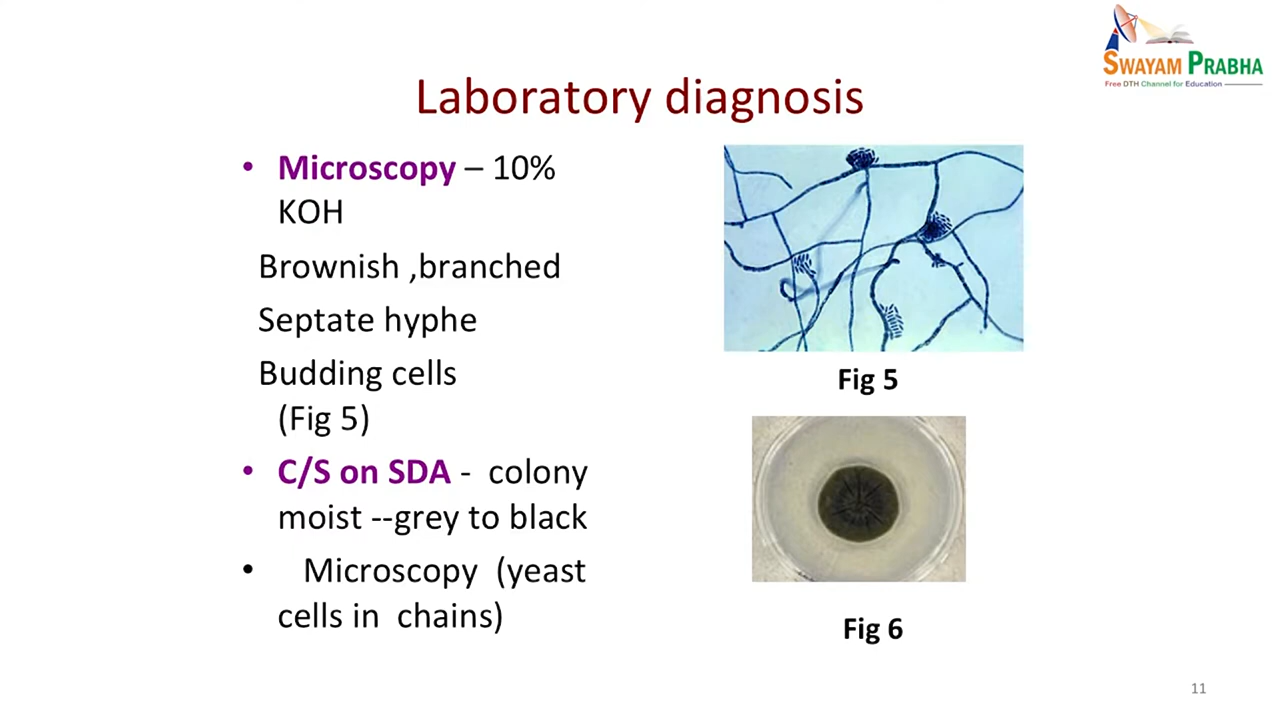 SWAYAM PRABHA
Free DTH Channel for Education
Laboratory diagnosis
• Microscopy – 10%
KOH
Brownish ,branched
Septate hyphe
Budding cells
(Fig 5)
• C/S on SDA - colony
moist --grey to black
• Microscopy (yeast
cells in chains)
Fig 5
Fig 6
11